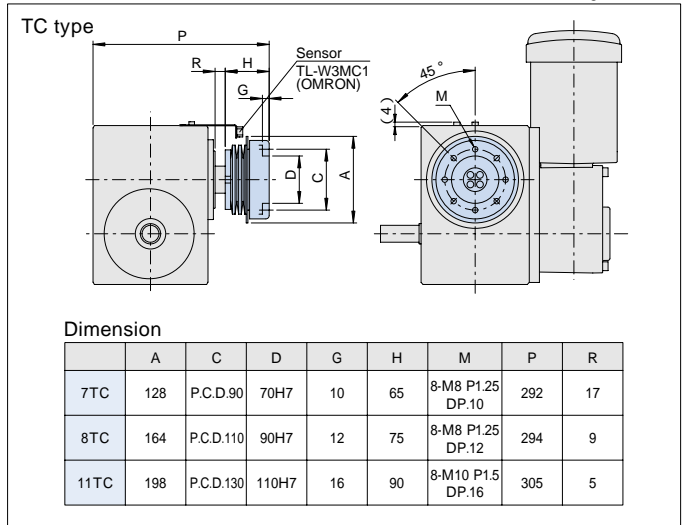 TC type
P
R
H
Sensor
TL-W3MC1
(OMRON)
G
D
C
A
45°
M
(4)
Dimension
A C D G H M P R
7TC 128 P.C.D.90 70H7 10 65 8-M8 P1.25 DP.10 292 17
8TC 164 P.C.D.110 90H7 12 75 8-M8 P1.25 DP.12 294 9
11TC 198 P.C.D.130 110H7 16 90 8-M10 P1.5 DP.16 305 5